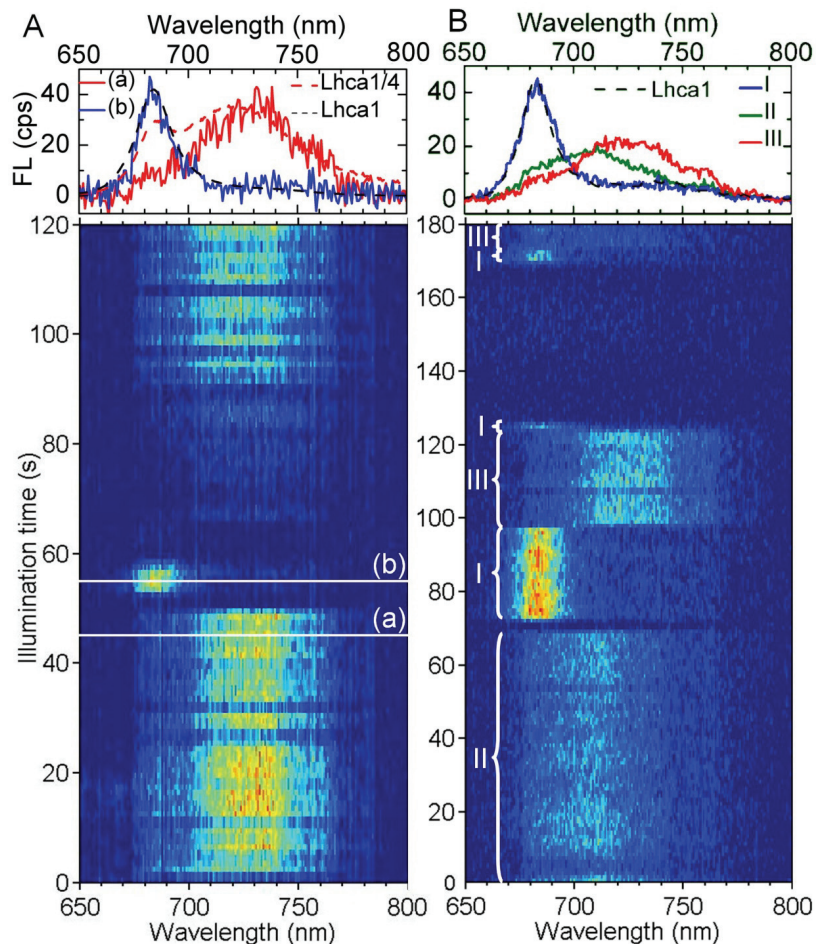 A
Wavelength (nm)
650 700 750 800
FL (cps)
40
20
0
(a)
(b)
Lhca1/4
Lhca1
Illumination time (s)
120
100
80
60
40
20
0
(b)
(a)
650 700 750 800
Wavelength (nm)
B
Wavelength (nm)
650 700 750 800
40
20
0
Lhca1
I
II
III
180
160
140
120
100
80
60
40
20
0
III
I
I
III
I
II
650 700 750 800
Wavelength (nm)